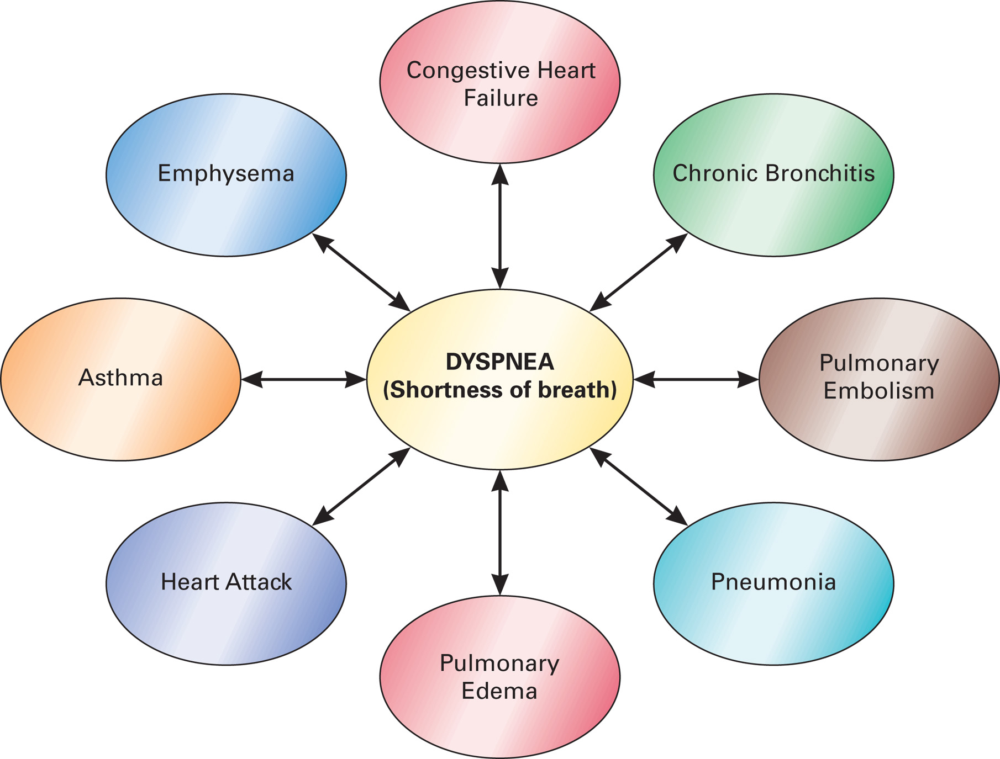 Congestive Heart
Failure
Emphysema
Chronic Bronchitis
Asthma
DYSPNEA
(Shortness of breath)
Pulmonary
Embolism
Heart Attack
Pneumonia
Pulmonary
Edema